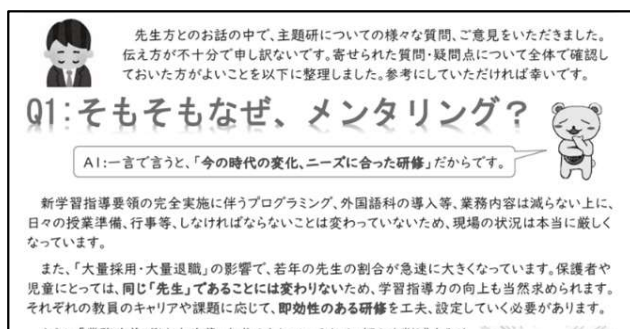 先生方とのお話の中で、主題研についての様々な質問、ご意見をいただきました。
伝え方が不十分で申し訳ないです。寄せられた質問・疑問点について全体で確認し
ておいた方がよいことを以下に整理しました。参考にしていただければ幸いです。
Q1:そもそもなぜ、メンタリング?
A1:一言で言うと、「今の時代の変化、ニーズに合った研修」だからです。
新学習指導要領の完全実施に伴うプログラミング、外国語科の導入等、業務内容は減らない上に、
日々の授業準備、行事等、しなければならないことは変わっていないため、現場の状況は本当に厳しく
なっています。
また、「大量採用・大量退職」の影響で、若年の先生の割合が急速に大きくなっています。保護者や
児童にとっては、同じ「先生」であることには変わりないため、学習指導力の向上も当然求められます。
それぞれの教員のキャリアや課題に応じて、即効性のある研修を工夫、設定していく必要があります。